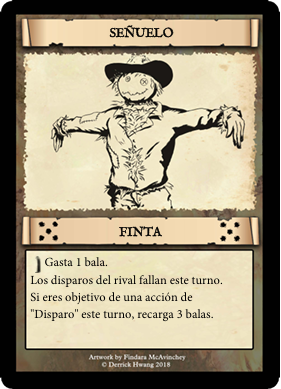 SEÑUELO
FINTA
Gasta 1 bala.
Los disparos del rival fallan este turno.
Si eres objetivo de una acción de
"Disparo" este turno, recarga 3 balas.
Artwork by Findara McAvinchey
© Derrick Hwang 2018